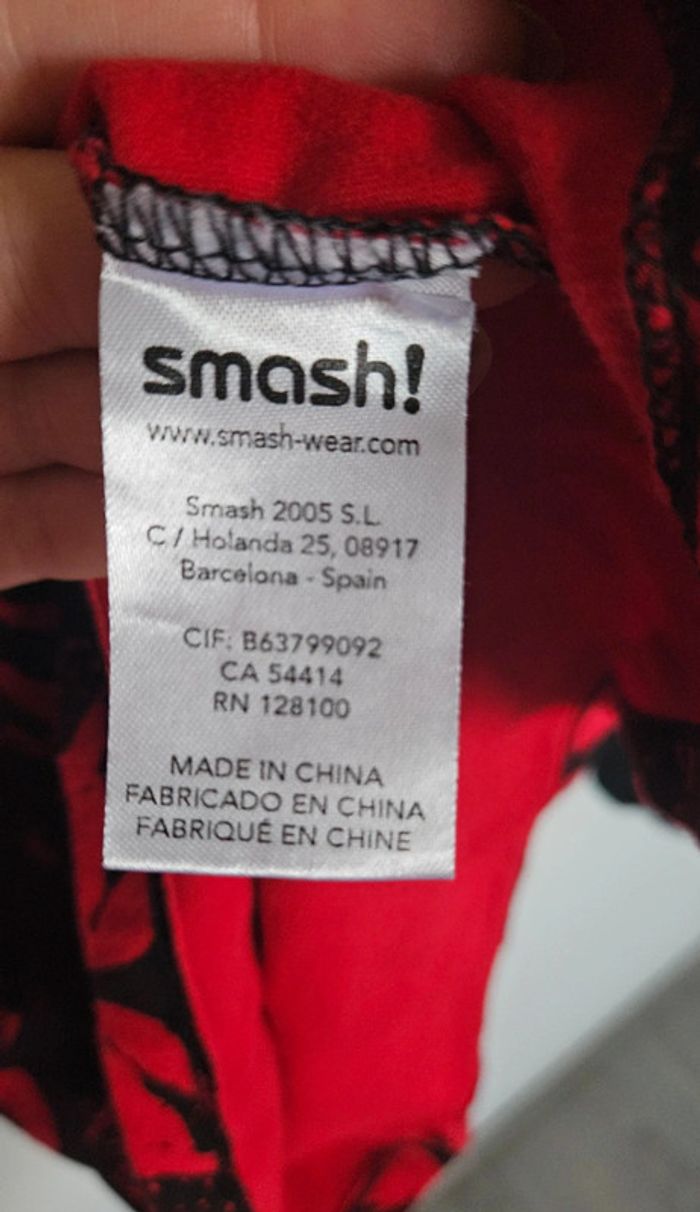 smash!
www.smash-wear.com
Smash 2005 S.L.
C / Holanda 25, 08917
Barcelona - Spain
CIF: B63799092
CA 54414
RN 128100
MADE IN CHINA
FABRICADO EN CHINA
FABRIQUÉ EN CHINE